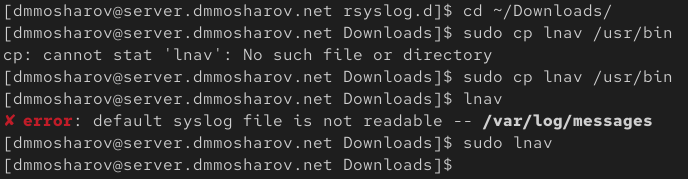 [dmmosharov@server.dmmosharov.net rsyslog.d]$ cd ~/Downloads/
[dmmosharov@server.dmmosharov.net Downloads]$ sudo cp lnav /usr/bin
cp: cannot stat 'lnav': No such file or directory
[dmmosharov@server.dmmosharov.net Downloads]$ sudo cp lnav /usr/bin
[dmmosharov@server.dmmosharov.net Downloads]$ lnav
✘ error: default syslog file is not readable -- /var/log/messages
[dmmosharov@server.dmmosharov.net Downloads]$ sudo lnav
[dmmosharov@server.dmmosharov.net Downloads]$